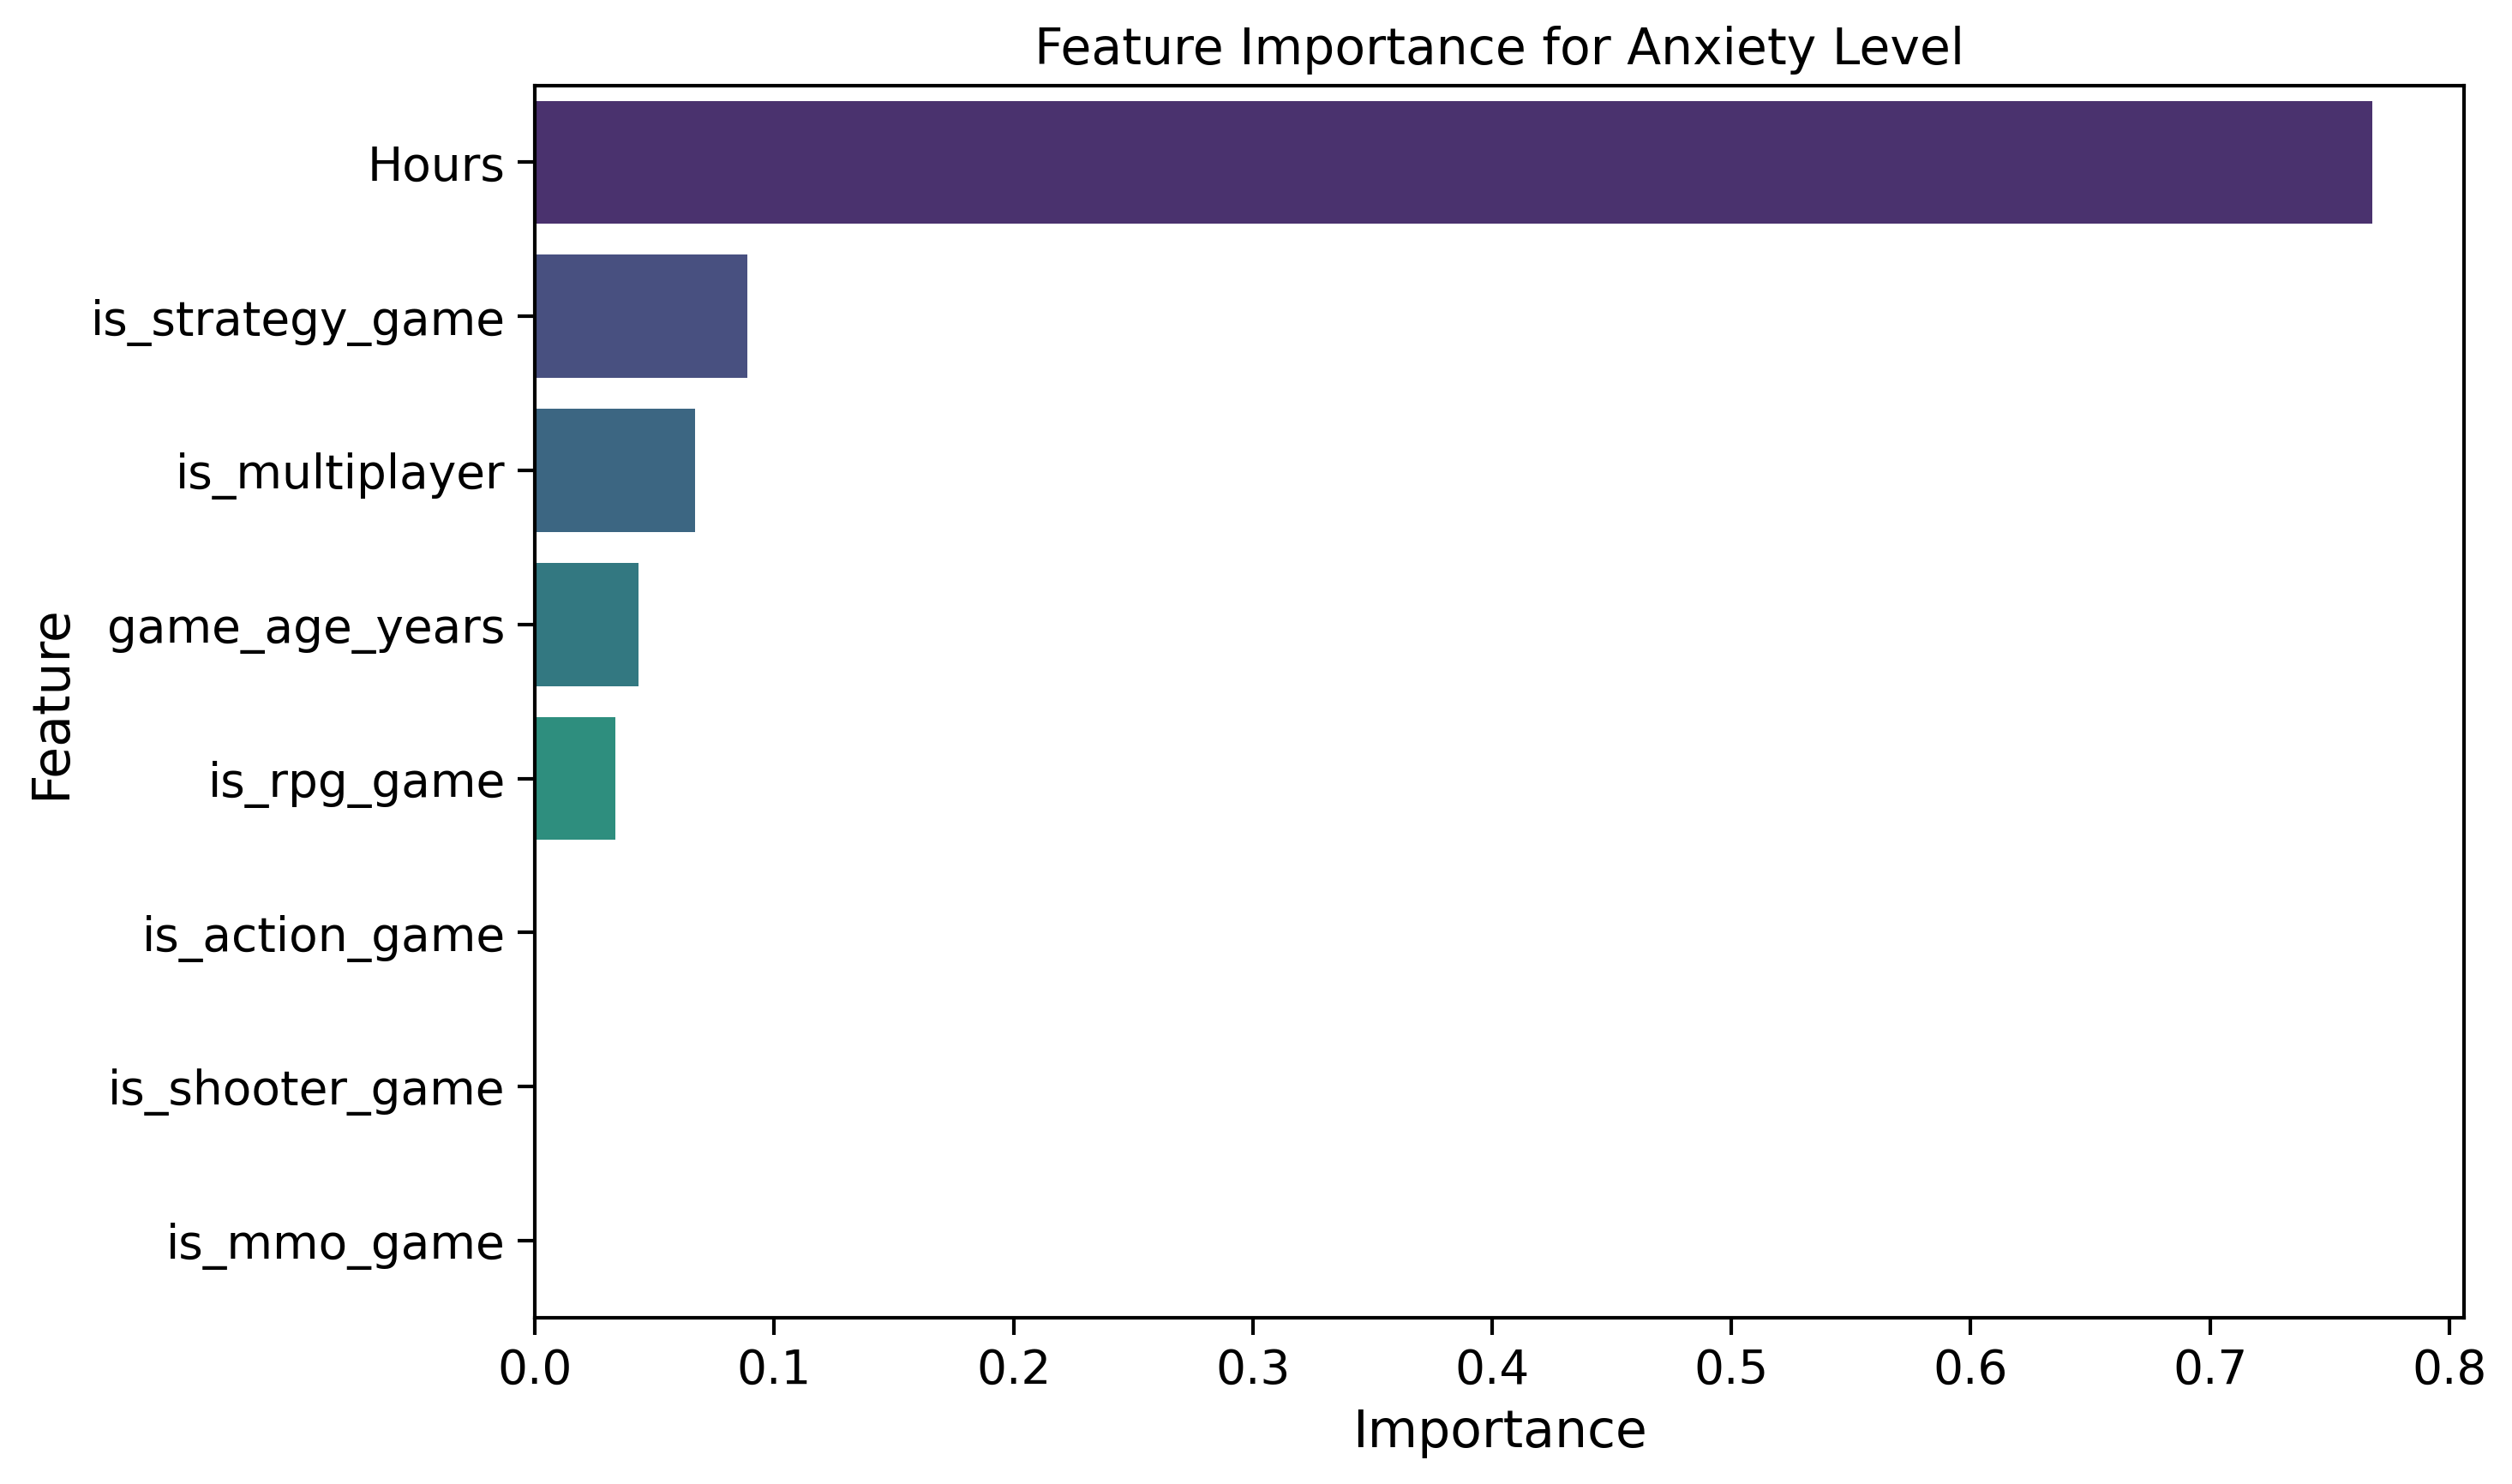 Feature Importance for Anxiety Level
Feature
Hours
is_strategy_game
is_multiplayer
game_age_years
is_rpg_game
is_action_game
is_shooter_game
is_mmo_game
0.0 0.1 0.2 0.3 0.4 0.5 0.6 0.7 0.8
Importance